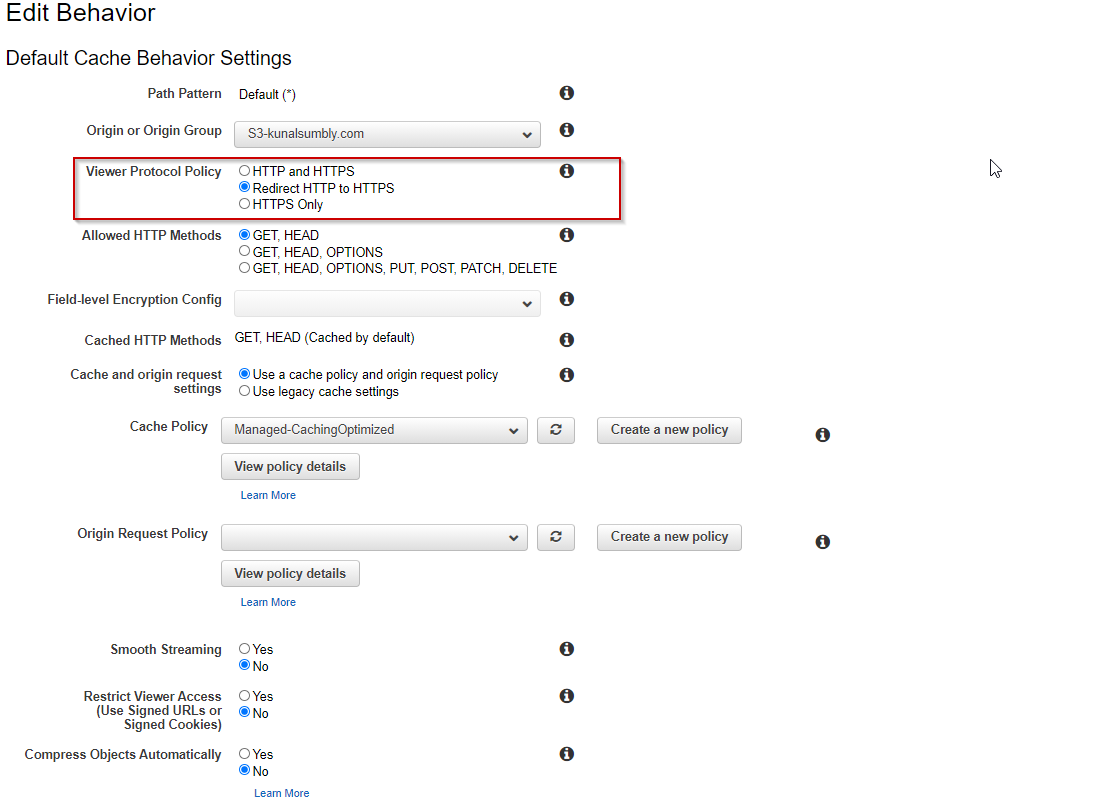 Edit Behavior
Default Cache Behavior Settings
Path Pattern Default (*)
Origin or Origin Group S3-kunalsumbly.com
Viewer Protocol Policy HTTP and HTTPS
Redirect HTTP to HTTPS
HTTPS Only
Allowed HTTP Methods GET, HEAD
GET, HEAD, OPTIONS
GET, HEAD, OPTIONS, PUT, POST, PATCH, DELETE
Field-level Encryption Config
Cached HTTP Methods GET, HEAD (Cached by default)
Cache and origin request settings Use a cache policy and origin request policy
Use legacy cache settings
Cache Policy Managed-CachingOptimized Create a new policy
View policy details
Learn More
Origin Request Policy Create a new policy
View policy details
Learn More
Smooth Streaming Yes
No
Restrict Viewer Access Yes
(Use Signed URLs or No
Signed Cookies)
Compress Objects Automatically Yes
No
Learn More